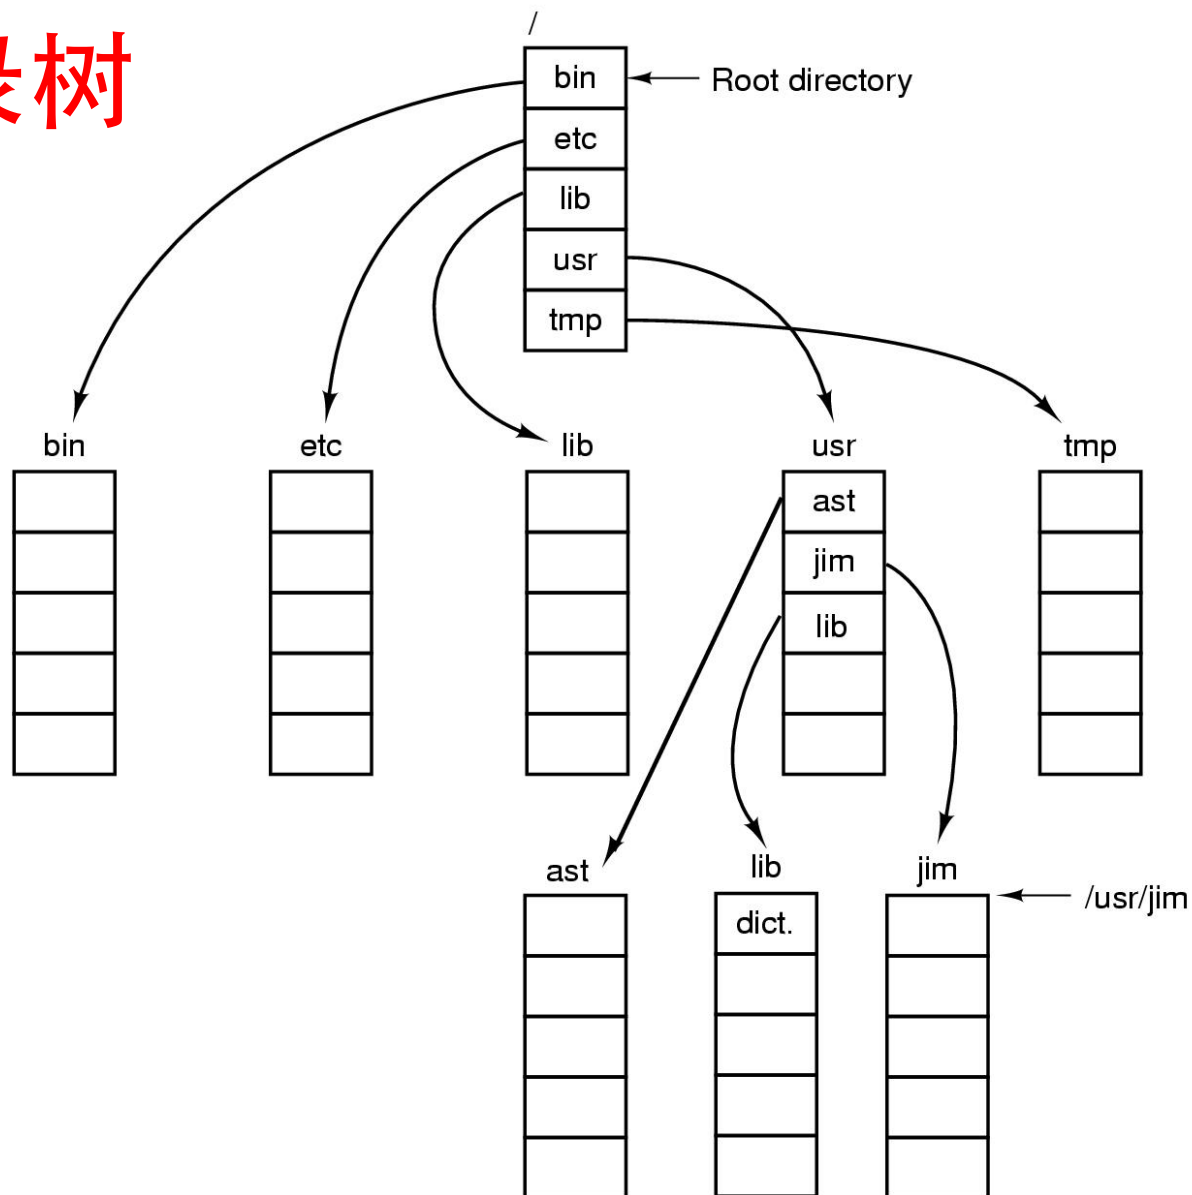 树
/
bin
Root directory
etc
lib
usr
tmp
bin
etc
lib
usr
tmp
ast
jim
lib
ast
lib
jim
/usr/jim
dict.